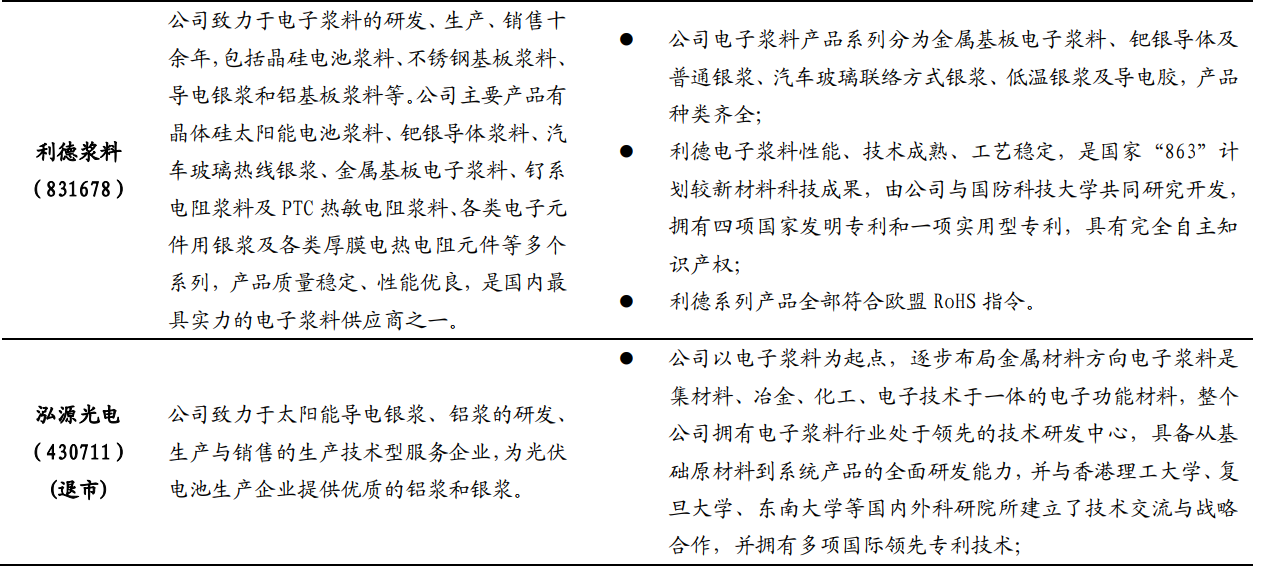 利德浆料
(831678)
公司致力于电子浆料的研发、生产、销售十
余年,包括晶硅电池浆料、不锈钢基板浆料、
导电银浆和铝基板浆料等。公司主要产品有
晶体硅太阳能电池浆料、钯银导体浆料、汽
车玻璃热线银浆、金属基板电子浆料、钌系
电阻浆料及 PTC 热敏电阻浆料、各类电子元
件用银浆及各类厚膜电热电阻元件等多个
系列，产品质量稳定、性能优良，是国内最
具实力的电子浆料供应商之一。
● 公司电子浆料产品系列分为金属基板电子浆料、钯银导体及
普通银浆、汽车玻璃联络方式银浆、低温银浆及导电胶，产品
种类齐全；
● 利德电子浆料性能、技术成熟、工艺稳定，是国家“863”计
划较新材料科技成果，由公司与国防科技大学共同研究开发，
拥有四项国家发明专利和一项实用型专利，具有完全自主知
识产权；
● 利德系列产品全部符合欧盟 RoHS 指令。
泓源光电
(430711)
(退市)
公司致力于太阳能导电银浆、铝浆的研发、
生产与销售的生产技术型服务企业,为光伏
电池生产企业提供优质的铝浆和银浆。
● 公司以电子浆料为起点，逐步布局金属材料方向电子浆料是
集材料、冶金、化工、电子技术于一体的电子功能材料，整个
公司拥有电子浆料行业处于领先的技术研发中心，具备从基
础原材料到系统产品的全面研发能力，并与香港理工大学、复
旦大学、东南大学等国内外科研院所建立了技术交流与战略
合作，并拥有多项国际领先专利技术；